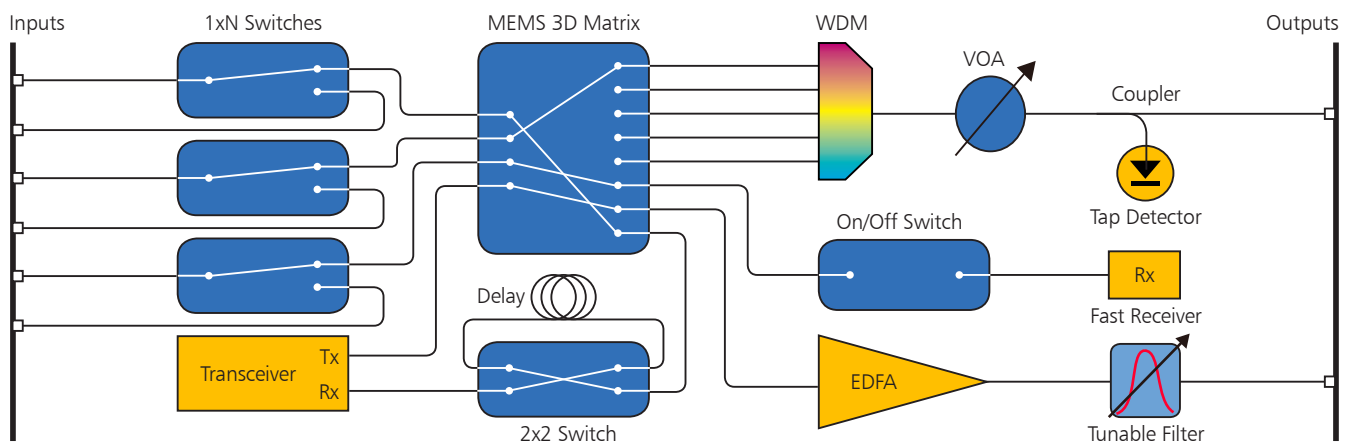 Inputs
1xN Switches
MEMS 3D Matrix
WDM
Outputs
VOA
Coupler
Tap Detector
On/Off Switch
Delay
Rx
Fast Receiver
Transceiver
Tx
Rx
EDFA
2x2 Switch
Tunable Filter